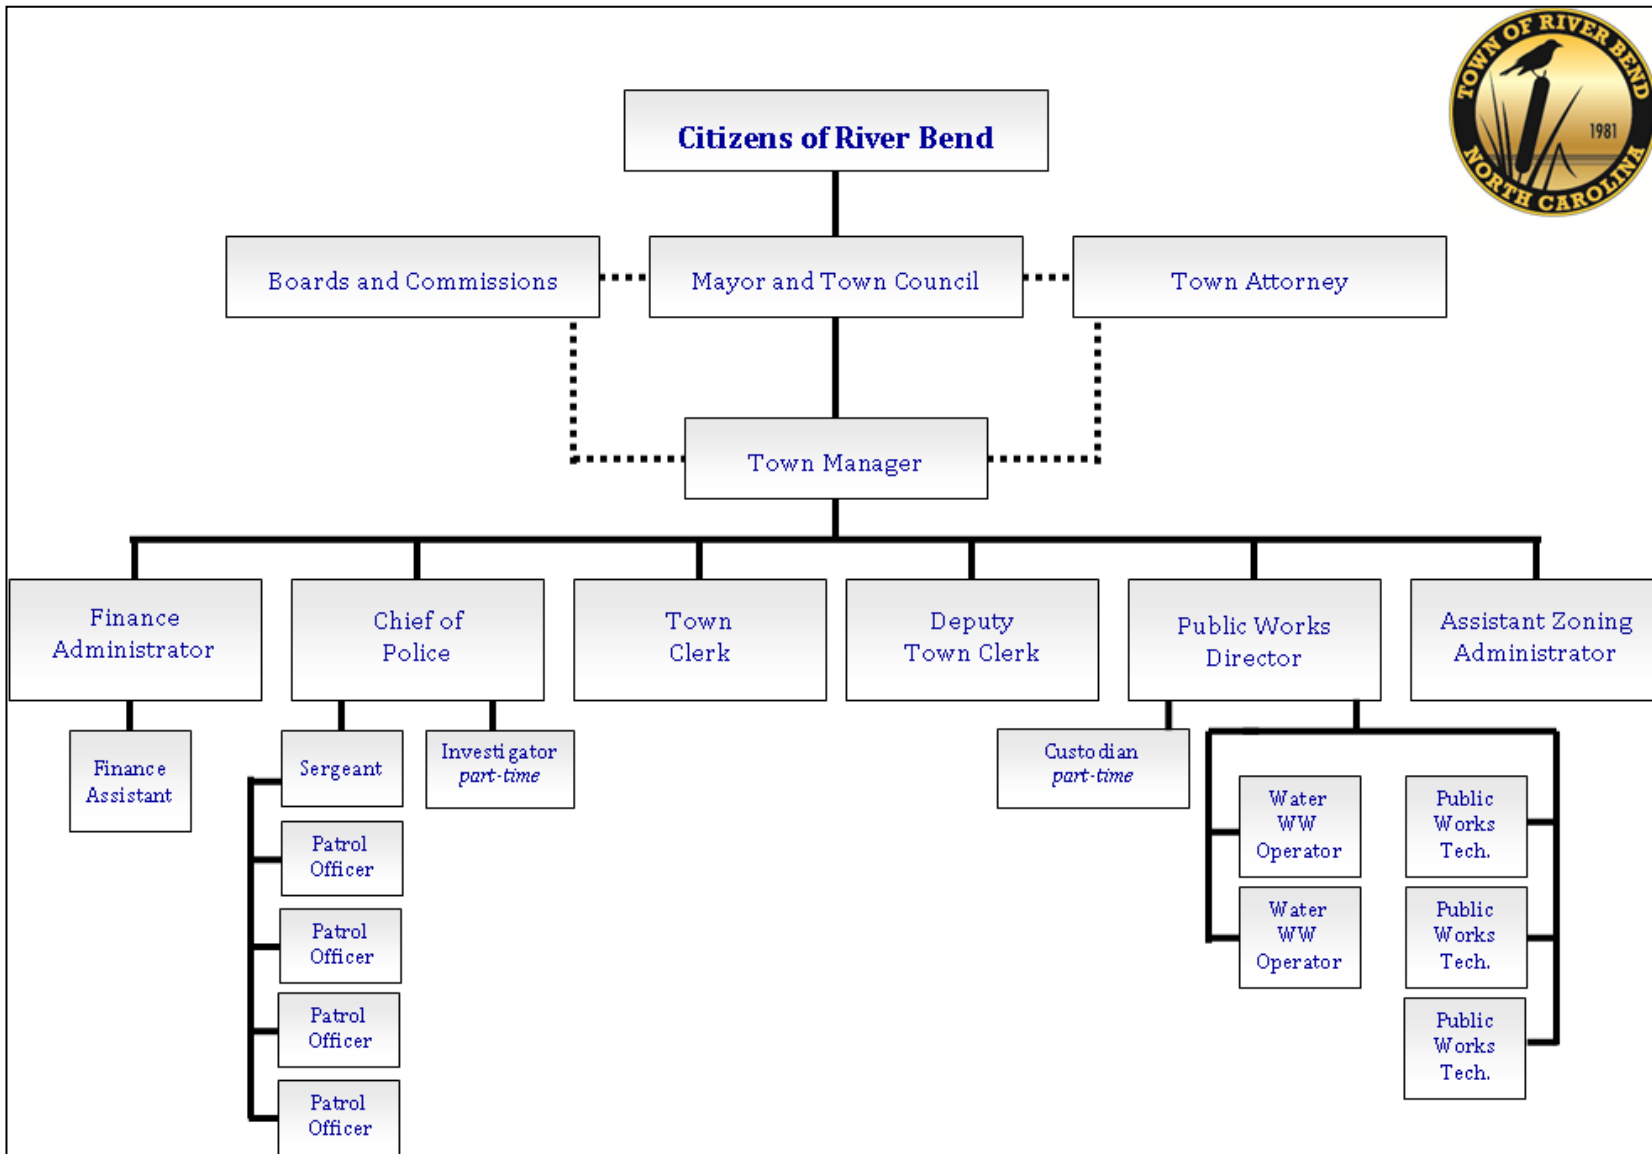 TOWN OF RIVER BEND
1981
NORTH CAROLINA
Citizens of River Bend
Boards and Commissions
Mayor and Town Council
Town Attorney
Town Manager
Finance
Administrator
Chief of
Police
Town
Clerk
Deputy
Town Clerk
Public Works
Director
Assistant Zoning
Administrator
Finance
Assistant
Sergeant
Investigator
part-time
Custodian
part-time
Patrol
Officer
Patrol
Officer
Patrol
Officer
Patrol
Officer
Water
WW
Operator
Water
WW
Operator
Public
Works
Tech.
Public
Works
Tech.
Public
Works
Tech.